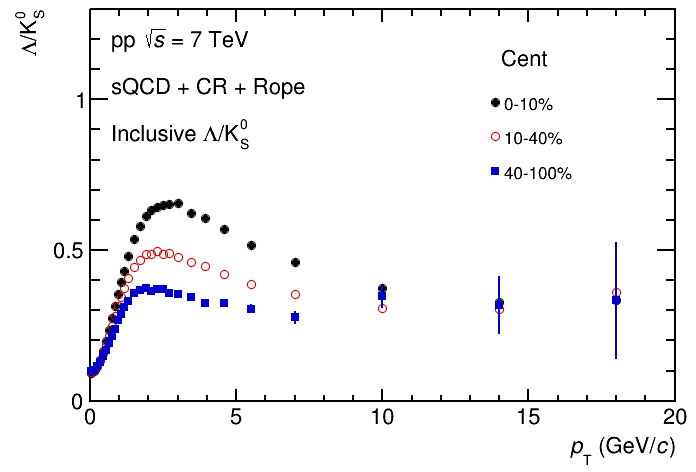 Λ/K⁰_S
pp √s = 7 TeV
sQCD + CR + Rope
Inclusive Λ/K⁰_S
Cent
0-10%
10-40%
40-100%
1
0.5
0
0 5 10 15 20
p_T (GeV/c)